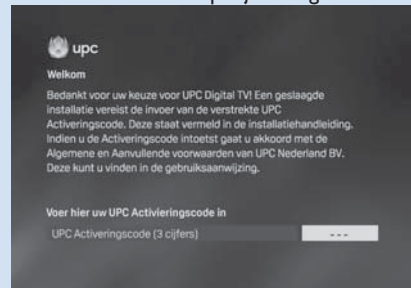 upc
Welkom
Bedankt voor uw keuze voor UPC Digital TV! Een geslaagde
installatie vereist de invoer van de verstrekte UPC
Activeringscode. Deze staat vermeld in de installatiehandleiding.
Indien u de Activeringscode intoetst gaat u akkoord met de
Algemene en Aanvullende voorwaarden van UPC Nederland BV.
Deze kunt u vinden in de gebruiksaanwijzing.
Voer hier uw UPC Activieringscode in
UPC Activeringscode (3 cijfers) - - -